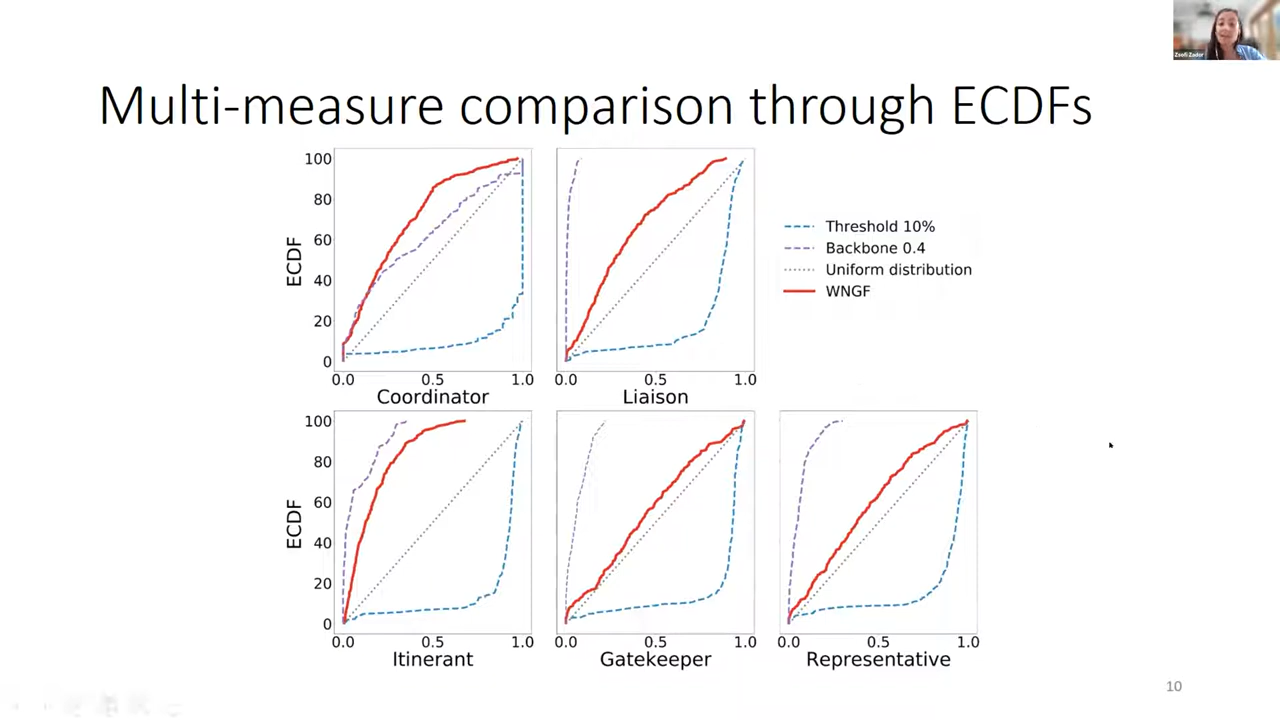 Zsófi Zádor
Multi-measure comparison through ECDFs
100
80
60
40
20
0
ECDF
0.0 0.5 1.0
Coordinator
0.0 0.5 1.0
Liaison
Threshold 10%
Backbone 0.4
Uniform distribution
WNGF
100
80
60
40
20
0
ECDF
0.0 0.5 1.0
Itinerant
0.0 0.5 1.0
Gatekeeper
0.0 0.5 1.0
Representative
10